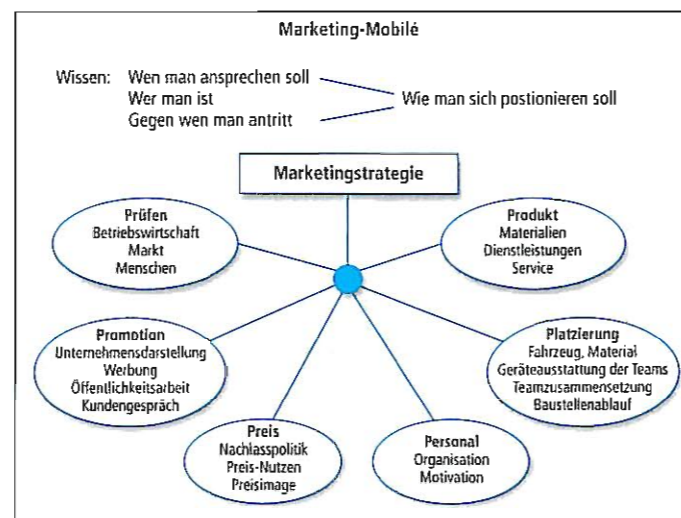 Marketing-Mobilé
Wissen: Wen man ansprechen soll
Wer man ist
Gegen wen man antritt
Wie man sich postionieren soll
Marketingstrategie
Prüfen
Betriebswirtschaft
Markt
Menschen
Produkt
Materialien
Dienstleistungen
Service
Promotion
Unternehmensdarstellung
Werbung
Öffentlichkeitsarbeit
Kundengespräch
Platzierung
Fahrzeug, Material
Geräteausstattung der Teams
Teamzusammensetzung
Baustellenablauf
Preis
Nachlasspolitik
Preis-Nutzen
Preisimage
Personal
Organisation
Motivation